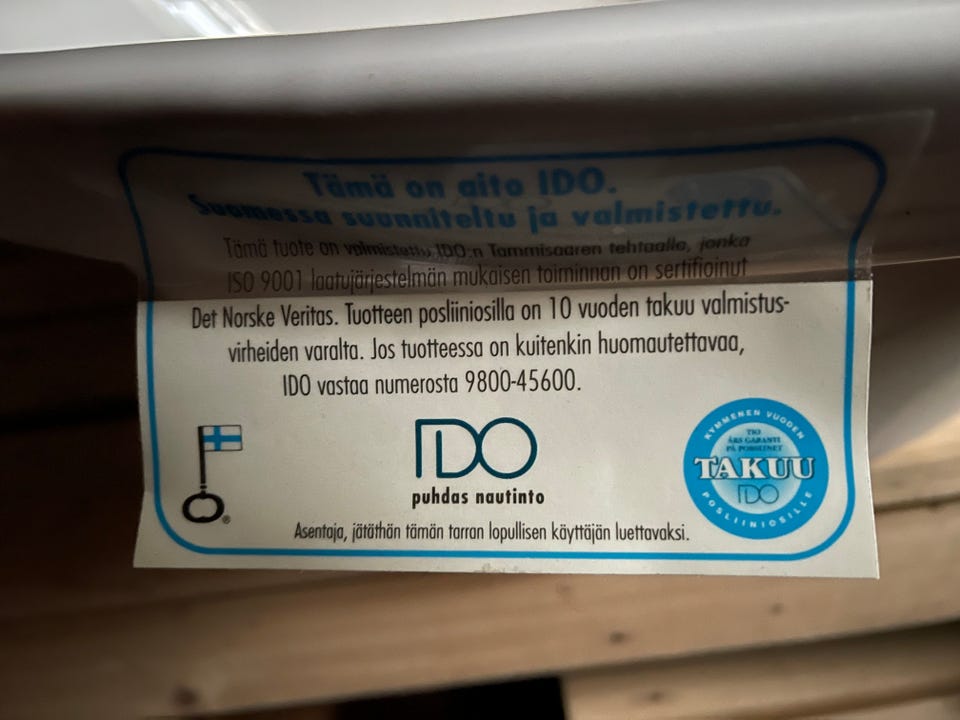 Tämä on aito IDO.
Suomessa suunniteltu ja valmistettu.
Tämä tuote on valmistettu IDO:n Tammisaaren tehtaalla, jonka
ISO 9001 laatujärjestelmän mukaisen toiminnan on sertifioinut
Det Norske Veritas. Tuotteen posliiniosilla on 10 vuoden takuu valmistus-
virheiden varalta. Jos tuotteessa on kuitenkin huomautettavaa,
IDO vastaa numerosta 9800-45600.
®
IDO
puhdas nautinto
KYMMENEN VUODEN
TIO
ÅRS GARANTI
PÅ PORSLINET
TAKUU
IDO
POSLIINIOSILLE
Asentaja, jätäthän tämän tarran lopullisen käyttäjän luettavaksi.